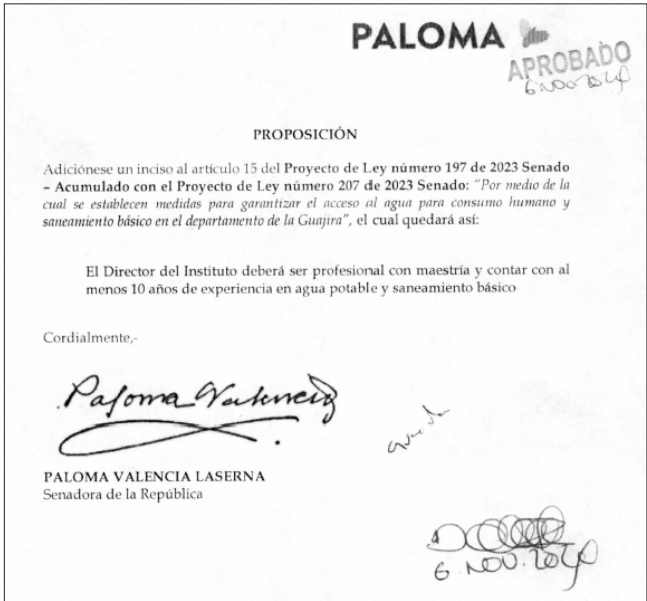 PALOMA
APROBADO
6 NOV 2024
PROPOSICIÓN
Adiciónese un inciso al artículo 15 del Proyecto de Ley número 197 de 2023 Senado
– Acumulado con el Proyecto de Ley número 207 de 2023 Senado: "Por medio de la
cual se establecen medidas para garantizar el acceso al agua para consumo humano y
saneamiento básico en el departamento de la Guajira", el cual quedará así:
El Director del Instituto deberá ser profesional con maestría y contar con al
menos 10 años de experiencia en agua potable y saneamiento básico
Cordialmente,-
Paloma Valencia
PALOMA VALENCIA LASERNA
Senadora de la República
6. NOV. 2024